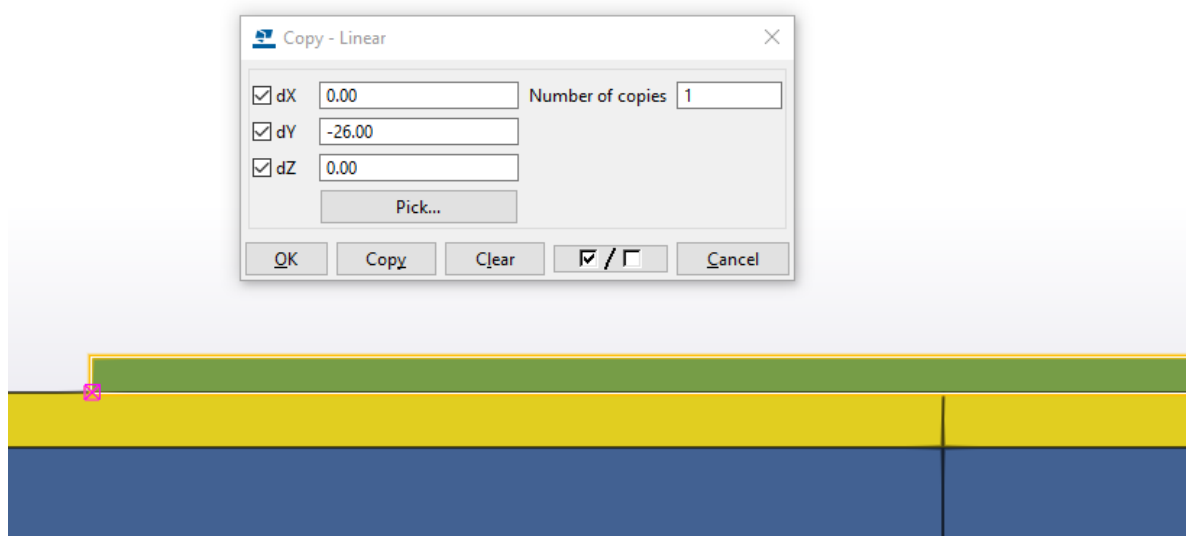 Copy - Linear
dX 0.00 Number of copies 1
dY -26.00
dZ 0.00
Pick...
OK Copy Clear / Cancel